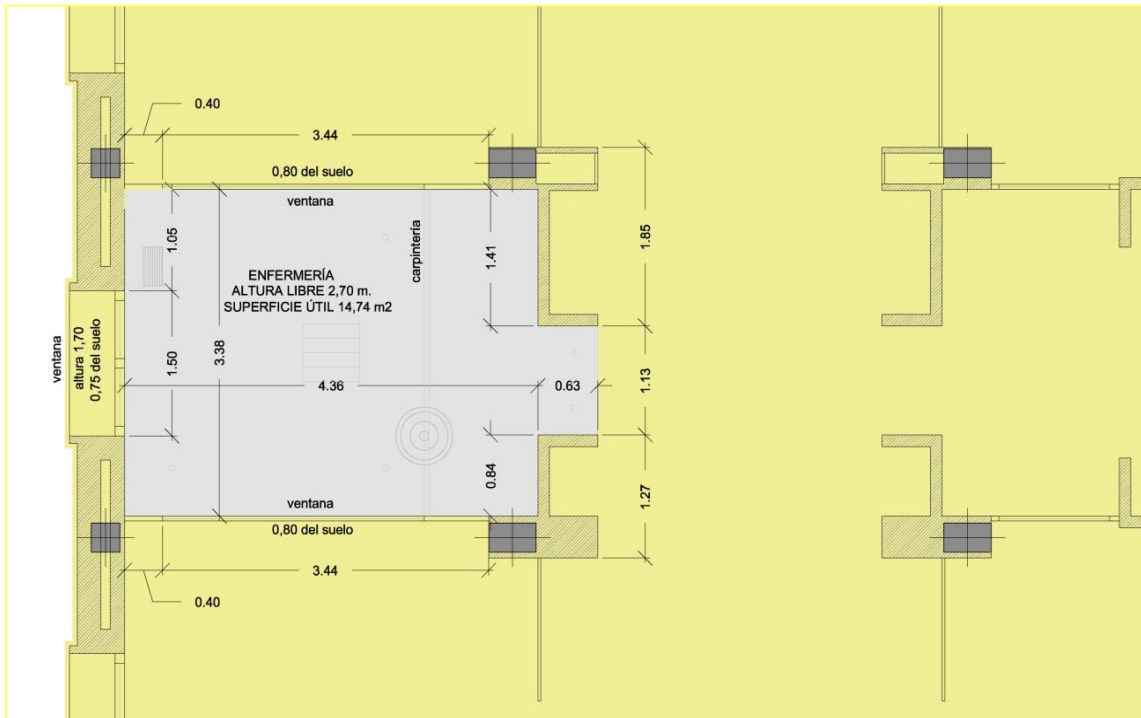 0.40
3.44
0,80 del suelo
ventana
1.05
1.41
1.85
carpintería
ENFERMERÍA
ALTURA LIBRE 2,70 m.
SUPERFICIE ÚTIL 14,74 m2
ventana
altura 1,70
0,75 del suelo
1.50
3.38
4.36
0.63
1.13
0.84
1.27
ventana
0,80 del suelo
3.44
0.40